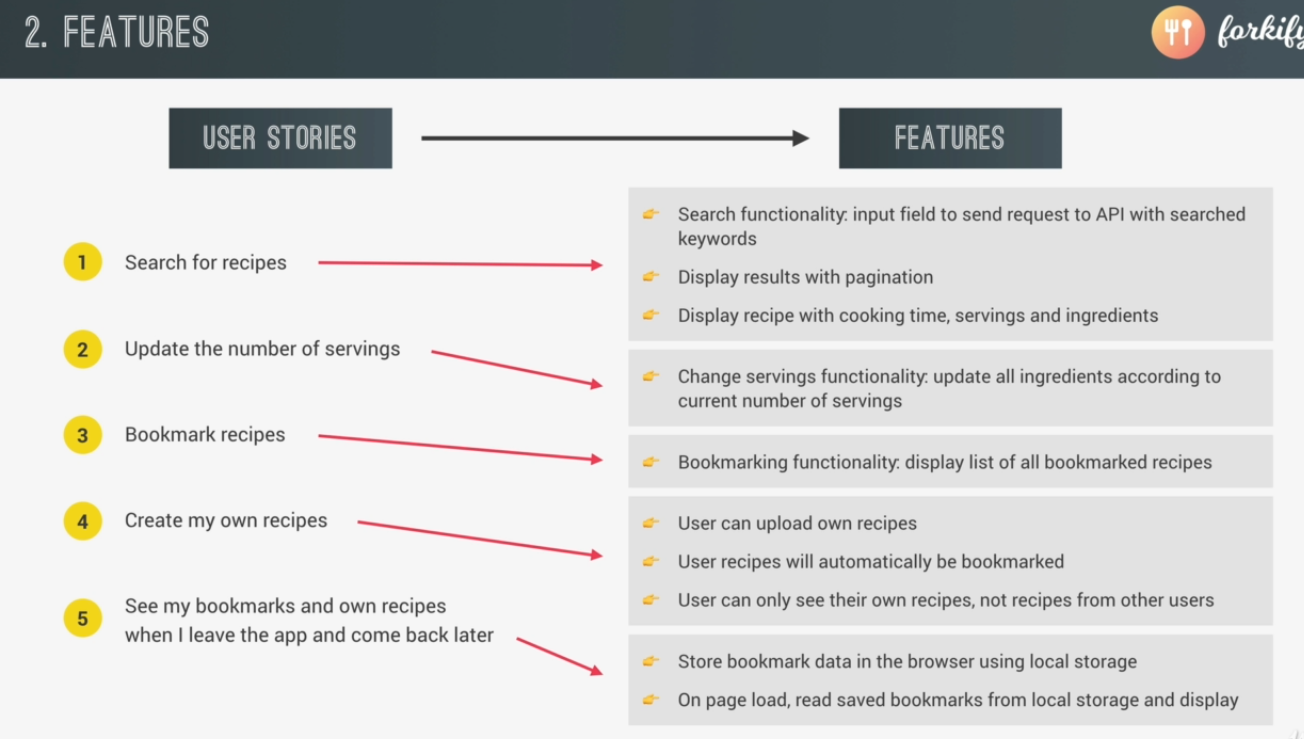 2. FEATURES
forkify
USER STORIES
FEATURES
1
Search for recipes
Search functionality: input field to send request to API with searched
keywords
Display results with pagination
Display recipe with cooking time, servings and ingredients
2
Update the number of servings
Change servings functionality: update all ingredients according to
current number of servings
3
Bookmark recipes
Bookmarking functionality: display list of all bookmarked recipes
4
Create my own recipes
User can upload own recipes
User recipes will automatically be bookmarked
User can only see their own recipes, not recipes from other users
5
See my bookmarks and own recipes
when I leave the app and come back later
Store bookmark data in the browser using local storage
On page load, read saved bookmarks from local storage and display